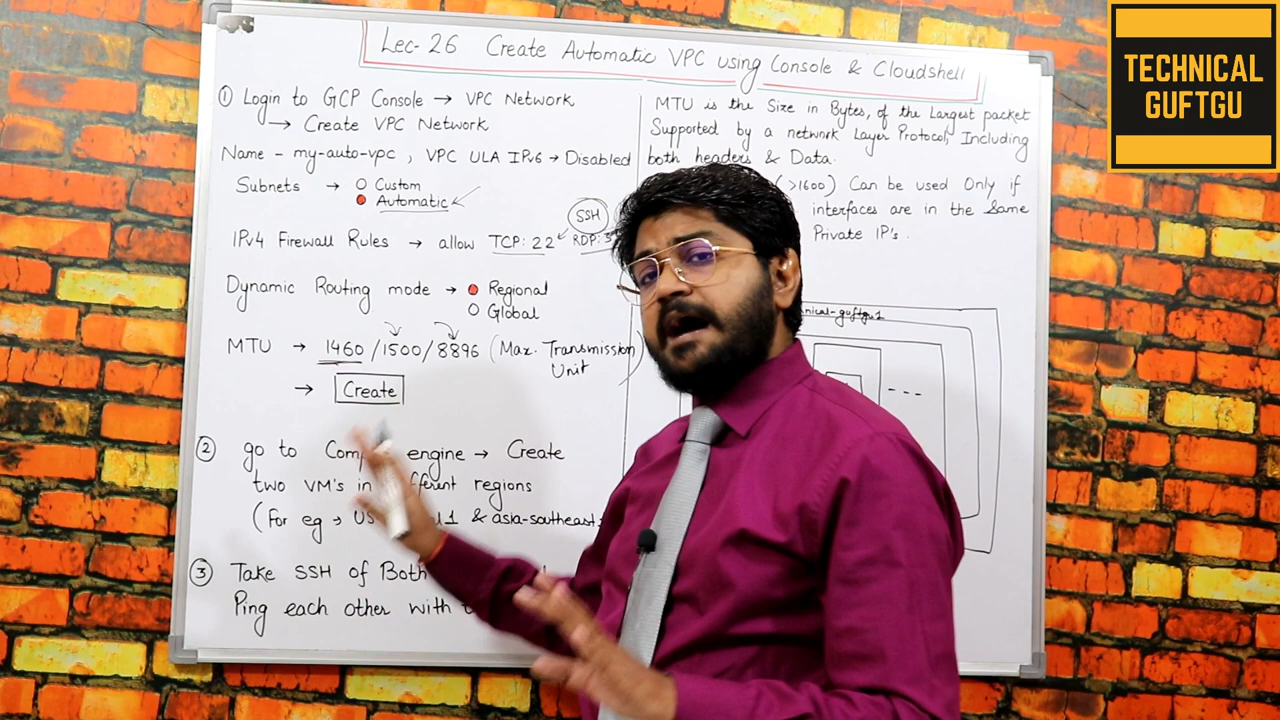 Lec-26 Create Automatic VPC using Console & Cloudshell
① Login to GCP Console → VPC Network
→ Create VPC Network
Name - my-auto-vpc , VPC ULA IPv6 → Disabled
Subnets → Custom
Automatic
SSH
IPv4 Firewall Rules → allow TCP: 22 RDP:
Dynamic Routing mode → Regional
Global
MTU → 1460 / 1500 / 8896 (Max. Transmission Unit)
→ Create
② go to engine → Create
two VM's in regions
(For eg → US & asia-southeast
③ Take SSH of Both
Ping each other with
MTU is the Size in Bytes, of the Largest packet
Supported by a network Layer Protocol, Including
both headers & Data.
(>1600) Can be used Only if
interfaces are in the Same
Private IP's.
TECHNICAL
GUFTGU